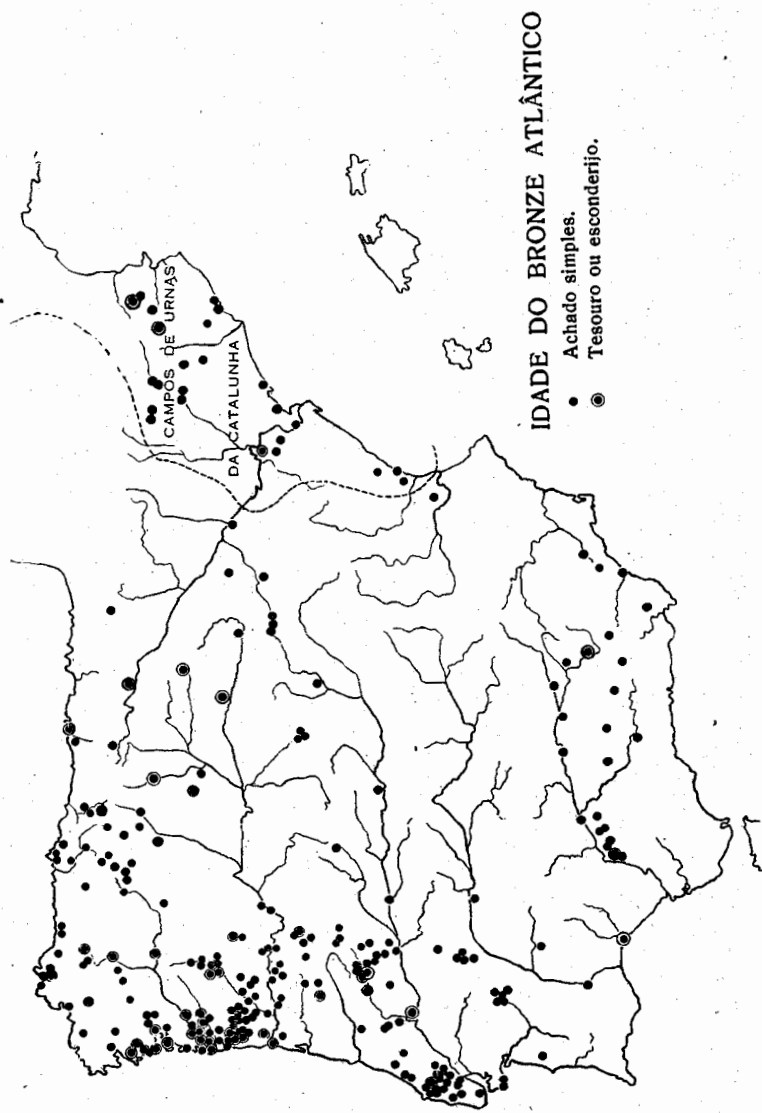 CAMPOS DE URNAS
DA CATALUNHA
IDADE DO BRONZE ATLÂNTICO
Achado simples.
Tesouro ou esconderijo.